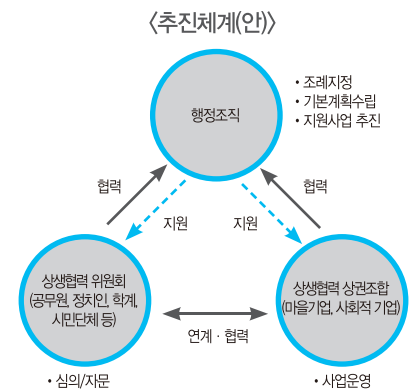 〈추진체계(안)〉
행정조직
• 조례지정
• 기본계획수립
• 지원사업 추진
협력
협력
지원
지원
상생협력 위원회
(공무원, 정치인, 학계,
시민단체 등)
상생협력 상권조합
(마을기업, 사회적 기업)
연계 · 협력
• 심의/자문
• 사업운영